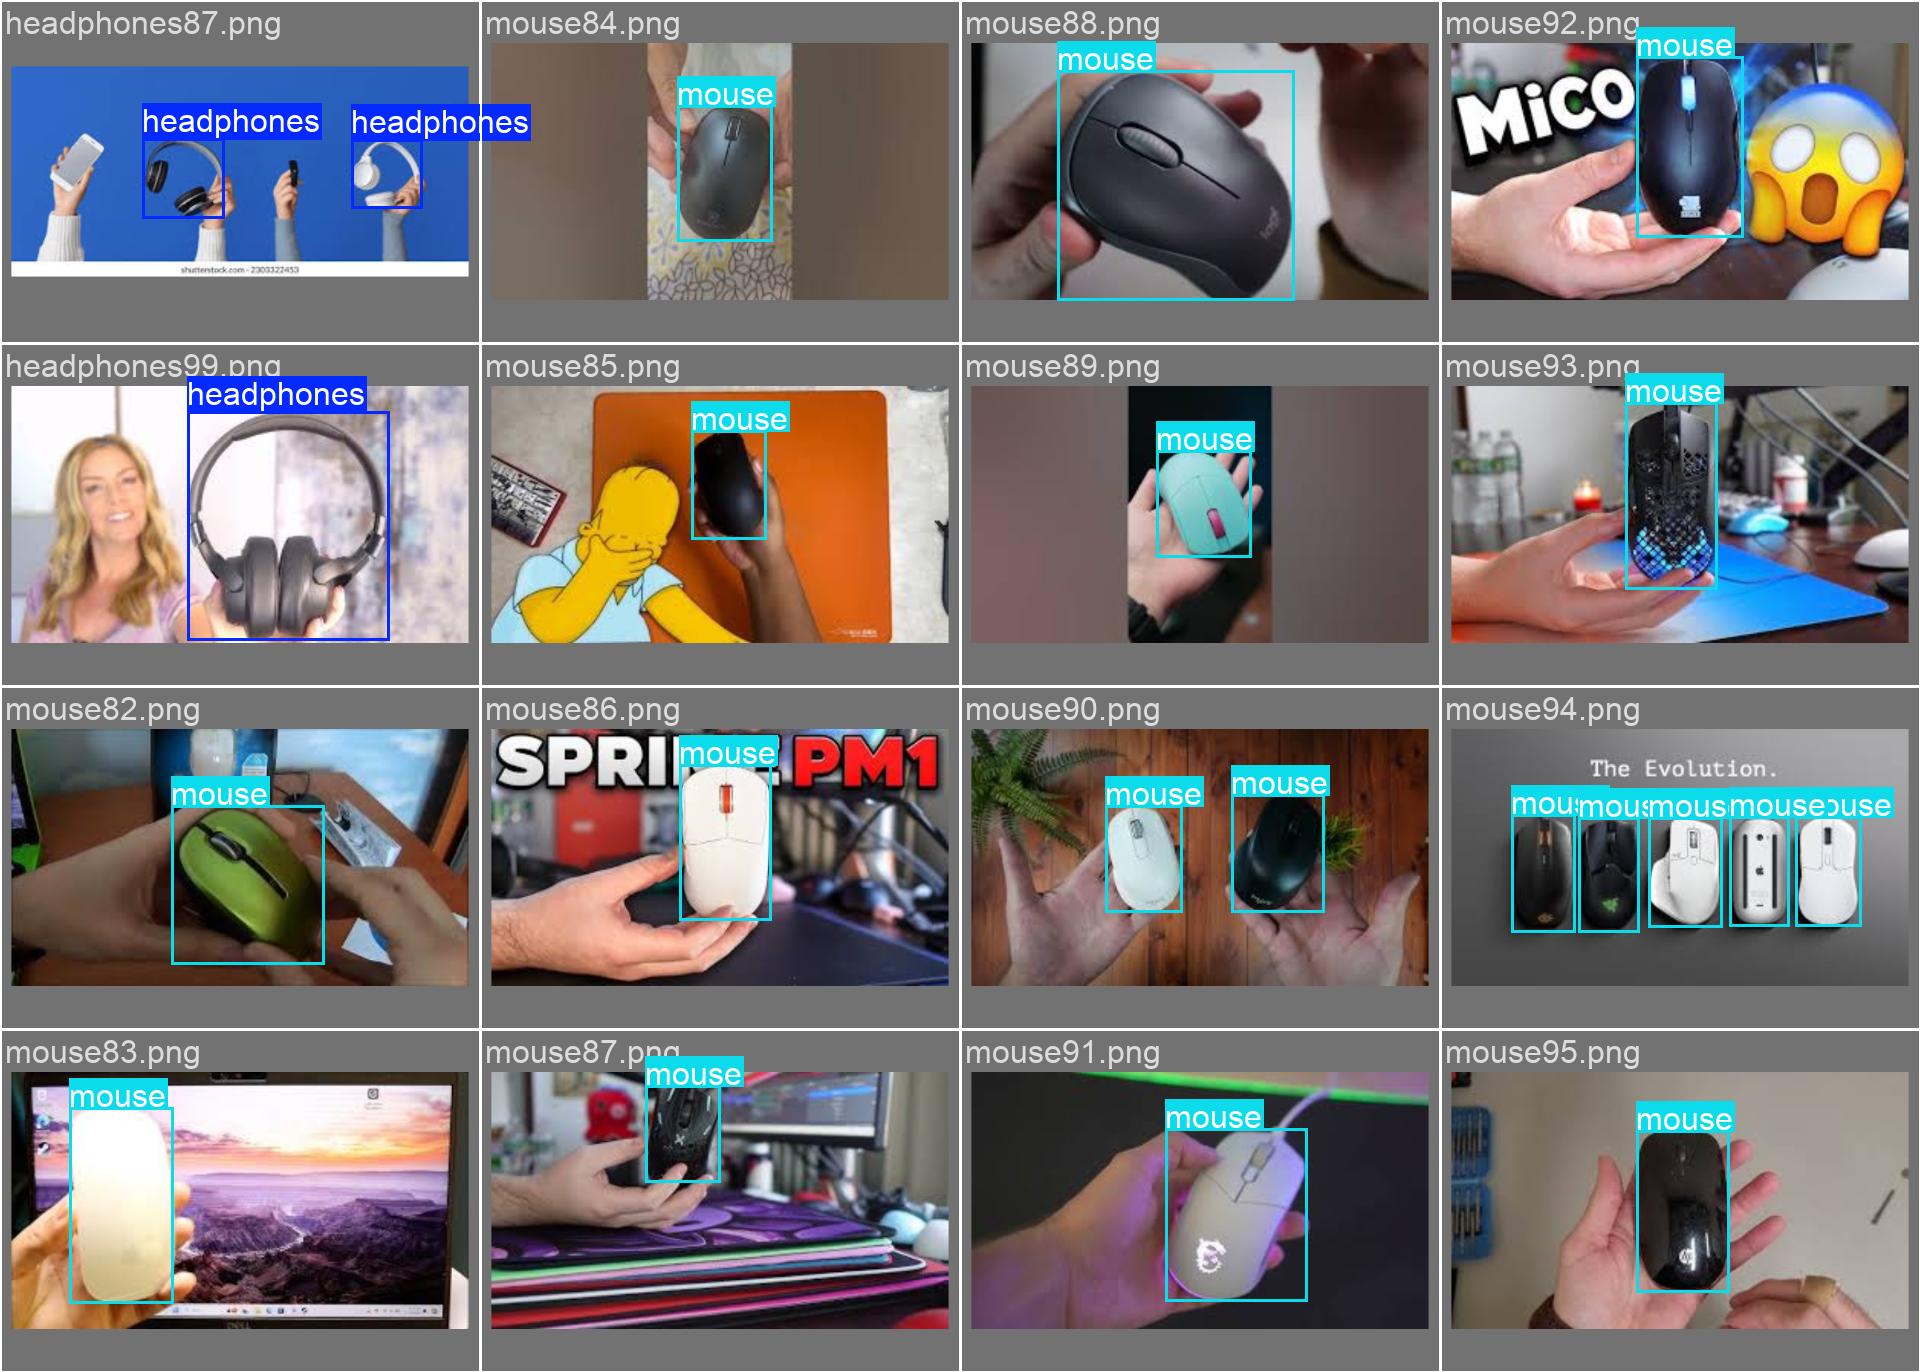 headphones87.png
headphones
headphones
shutterstock.com - 2303322453
mouse84.png
mouse
mouse88.png
mouse
logi
mouse92.png
mouse
MiCO
headphones99.png
headphones
mouse85.png
mouse
mouse89.png
mouse
mouse93.png
mouse
mouse82.png
mouse
mouse86.png
mouse
SPRI PM1
mouse90.png
mouse
mouse
mouse94.png
The Evolution.
mou
mous
mous
mouse
ouse
mouse83.png
mouse
DELL
mouse87.png
mouse
mouse91.png
mouse
mouse95.png
mouse
hp